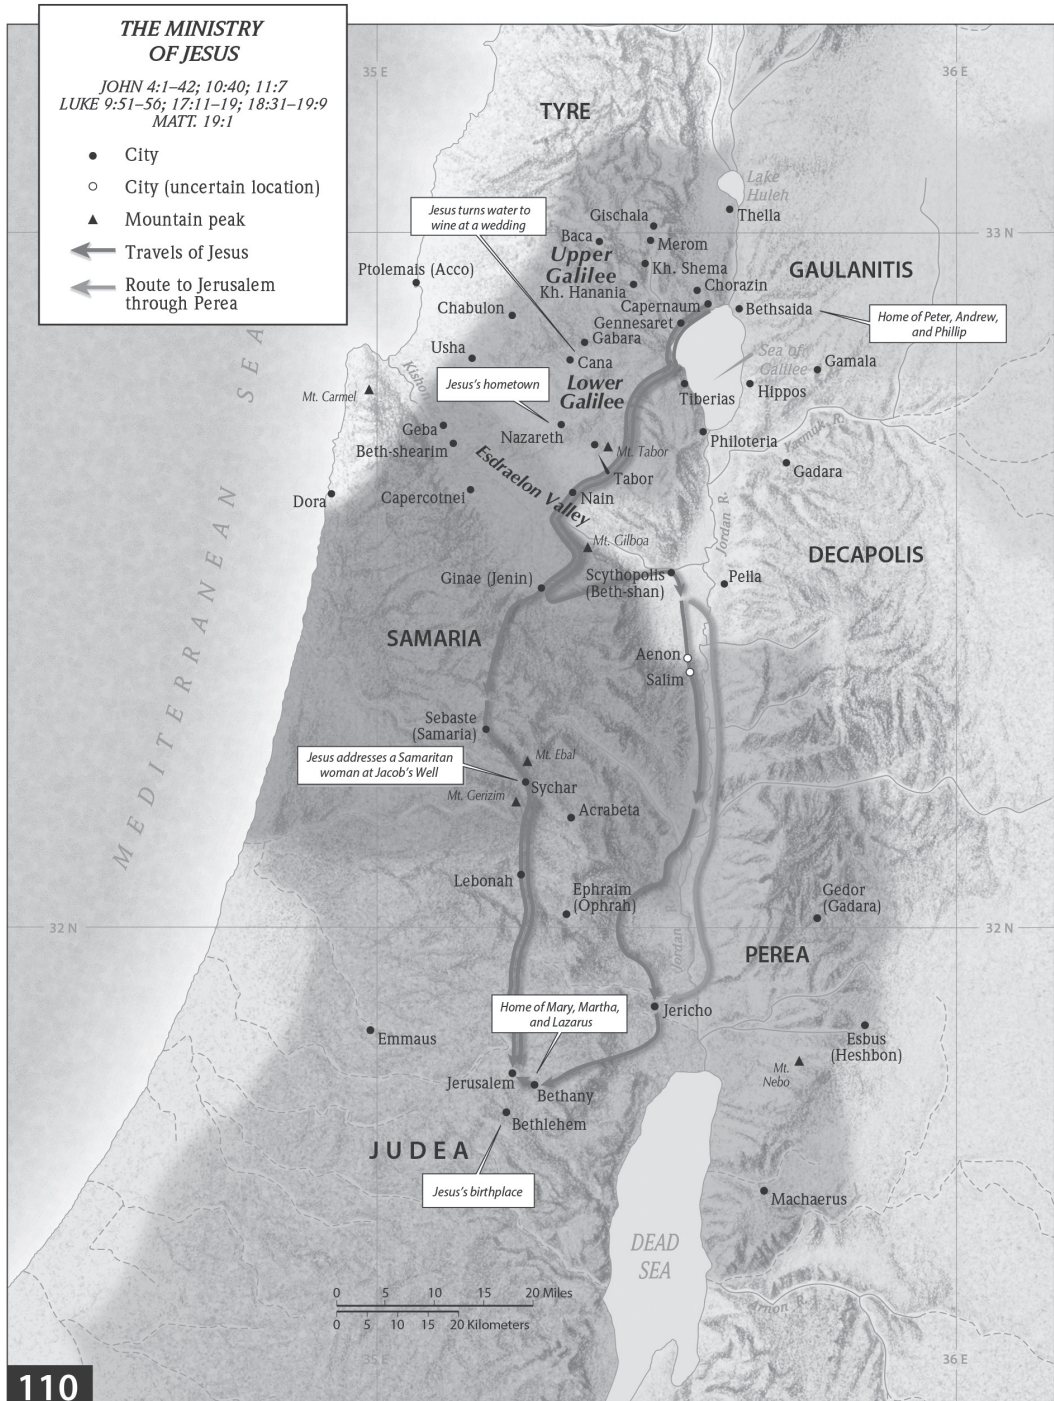 THE MINISTRY
OF JESUS
JOHN 4:1–42; 10:40; 11:7
LUKE 9:51–56; 17:11–19; 18:31–19:9
MATT. 19:1
City
City (uncertain location)
Mountain peak
Travels of Jesus
Route to Jerusalem
through Perea
35 E
36 E
TYRE
Lake
Huleh
Thella
Jesus turns water to
wine at a wedding
Gischala
33 N
Baca
Merom
Upper
Galilee
Kh. Shema
Ptolemais (Acco)
GAULANITIS
Kh. Hanania
Chorazin
Chabulon
Capernaum
Bethsaida
Home of Peter, Andrew,
and Phillip
Gennesaret
Gabara
Usha
Cana
Sea of
Galilee
Gamala
Kisho
Jesus's hometown
Lower
Galilee
Hippos
Mt. Carmel
Tiberias
Geba
Nazareth
Philoteria
Yarmuk R.
Beth-shearim
Mt. Tabor
Gadara
Esdraelon Valley
Tabor
Dora
Capercotnei
Nain
Jordan R.
Mt. Gilboa
DECAPOLIS
Ginae (Jenin)
Scythopolis
(Beth-shan)
Pella
MEDITERRANEAN SEA
SAMARIA
Aenon
Salim
Sebaste
(Samaria)
Mt. Ebal
Jesus addresses a Samaritan
woman at Jacob's Well
Sychar
Mt. Gerizim
Acrabeta
Lebonah
Ephraim
(Ophrah)
Gedor
(Gadara)
32 N
Jordan R.
32 N
PEREA
Home of Mary, Martha,
and Lazarus
Jericho
Emmaus
Esbus
(Heshbon)
Mt.
Nebo
Jerusalem
Bethany
Bethlehem
JUDEA
Jesus's birthplace
Machaerus
DEAD
SEA
0 5 10 15 20 Miles
0 5 10 15 20 Kilometers
Arnon R.
35 E
36 E
110